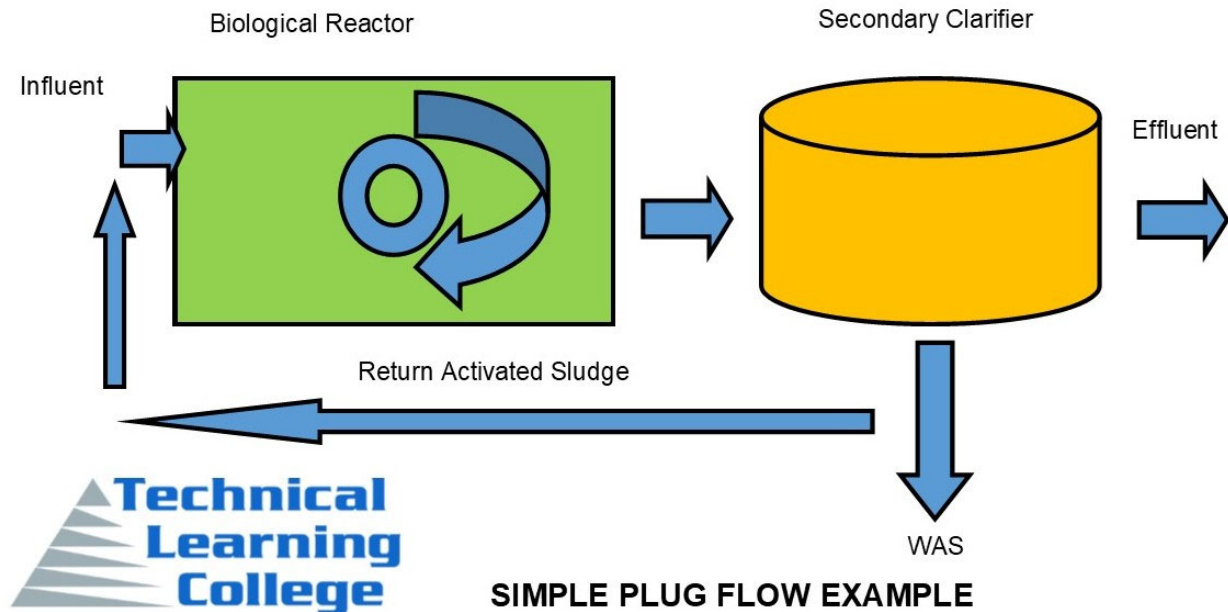 Biological Reactor
Secondary Clarifier
Influent
Effluent
Return Activated Sludge
WAS
Technical
Learning
College
SIMPLE PLUG FLOW EXAMPLE